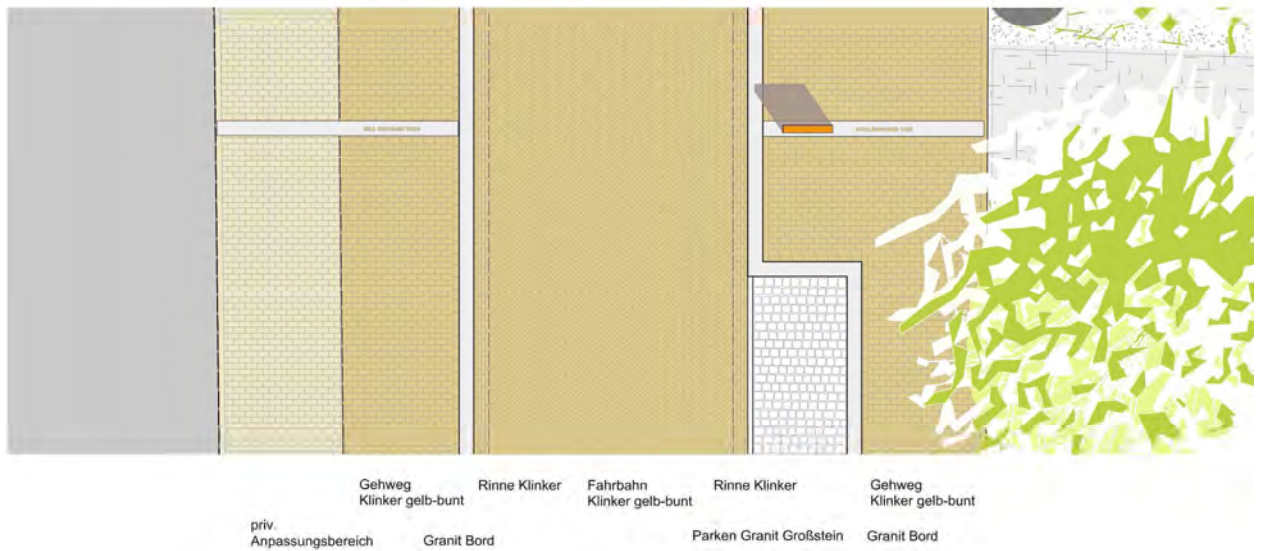 Gehweg
Klinker gelb-bunt
Rinne Klinker
Fahrbahn
Klinker gelb-bunt
Rinne Klinker
Gehweg
Klinker gelb-bunt
priv.
Anpassungsbereich
Granit Bord
Parken Granit Großstein
Granit Bord